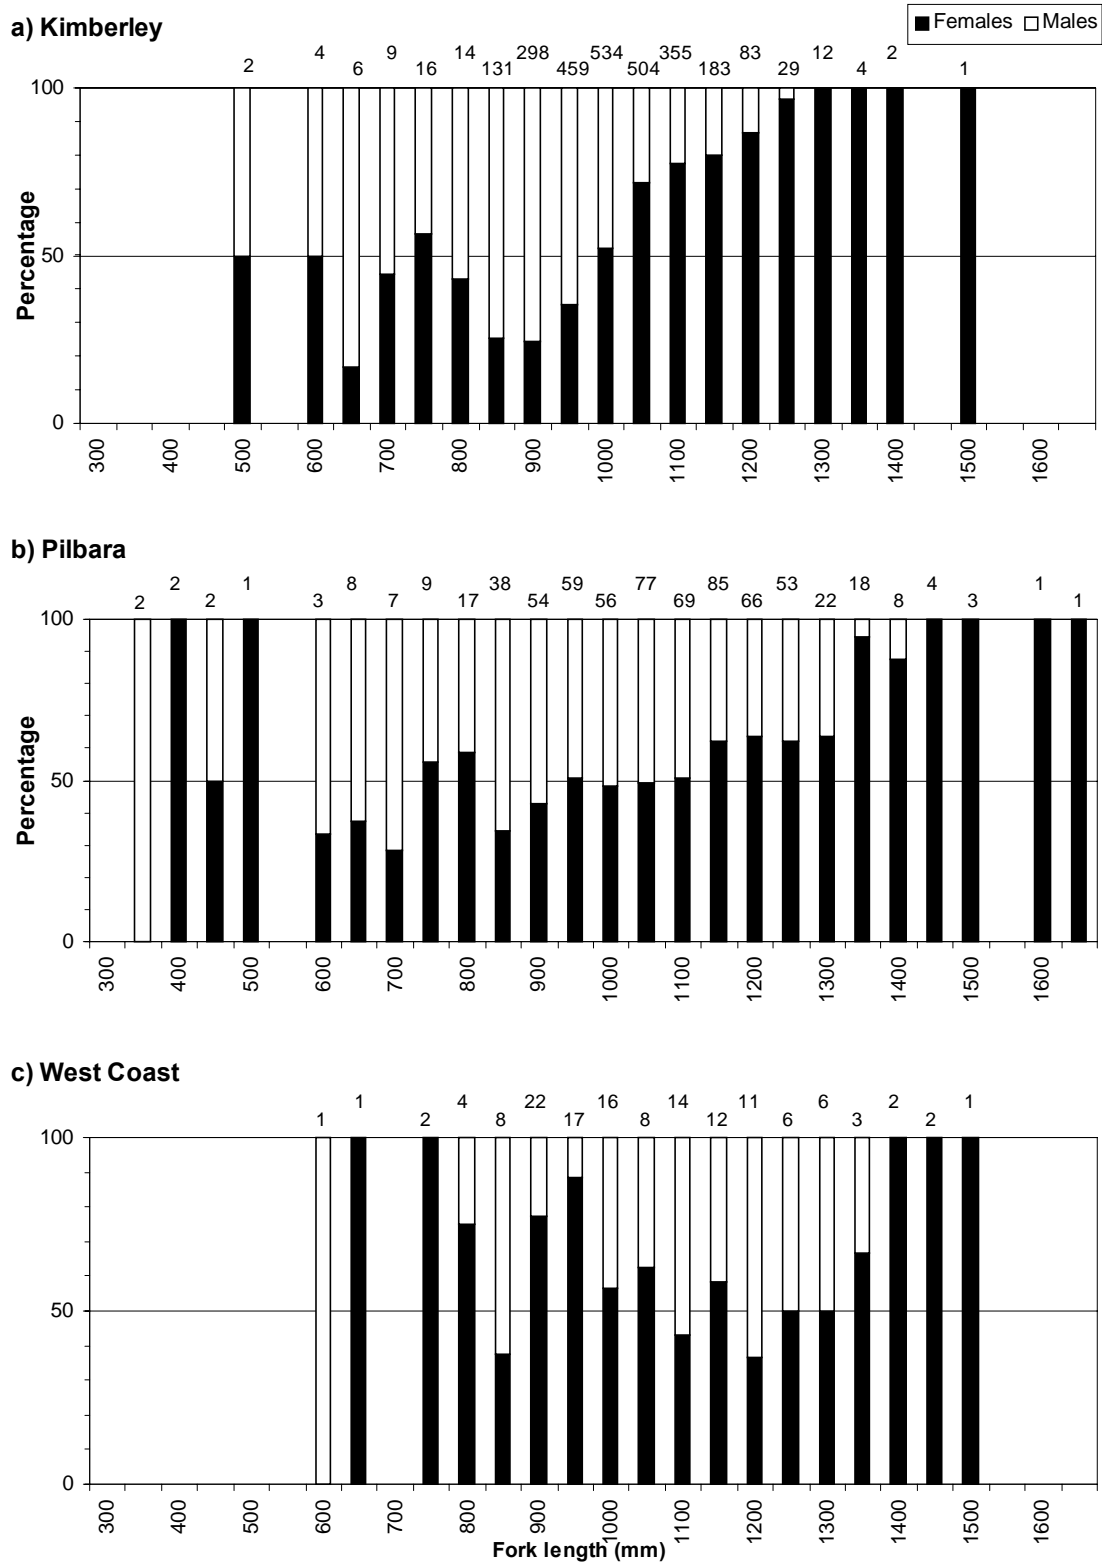 Females Males
a) Kimberley
2 4 6 9 16 14 131 298 459 534 504 355 183 83 29 12 4 2 1
100
50
0
Percentage
300 400 500 600 700 800 900 1000 1100 1200 1300 1400 1500 1600
b) Pilbara
2 2 2 1 3 8 7 9 17 38 54 59 56 77 69 85 66 53 22 18 8 4 3 1 1
100
50
0
Percentage
300 400 500 600 700 800 900 1000 1100 1200 1300 1400 1500 1600
c) West Coast
1 1 2 4 8 22 17 16 8 14 12 11 6 6 3 2 2 1
100
50
0
300 400 500 600 700 800 900 1000 1100 1200 1300 1400 1500 1600
Fork length (mm)